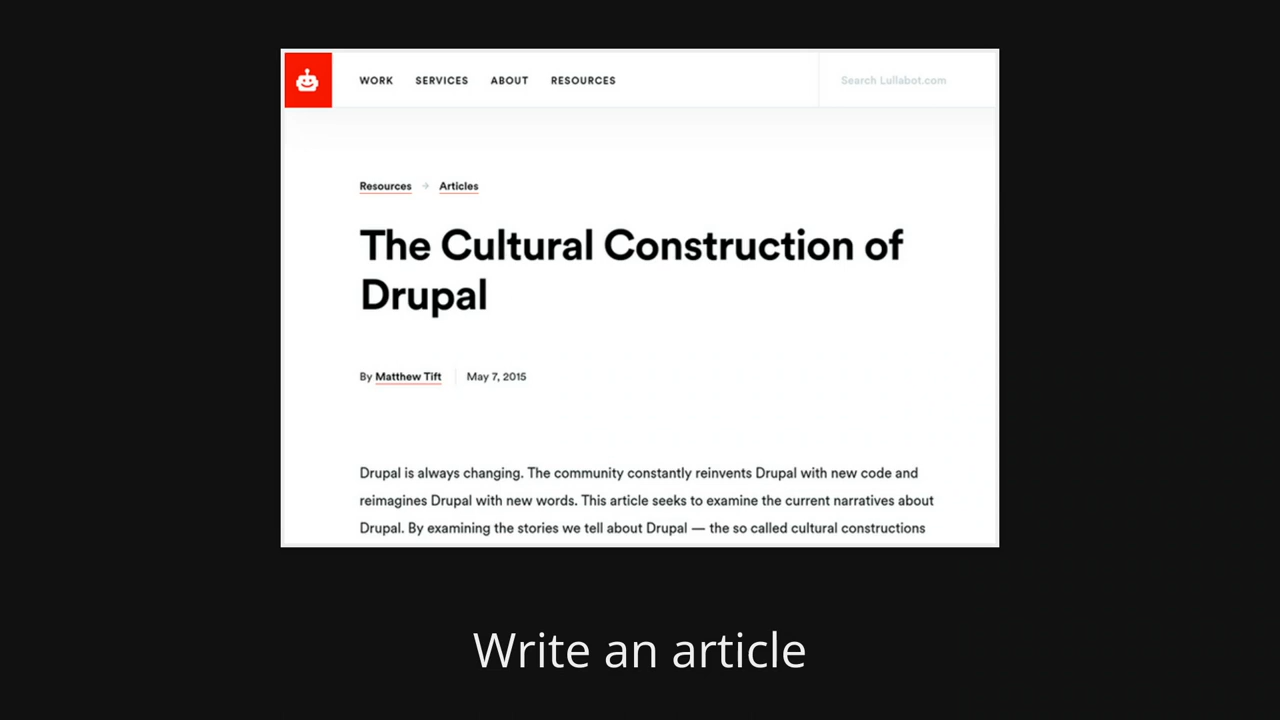 WORK SERVICES ABOUT RESOURCES Search Lullabot.com
Resources → Articles
The Cultural Construction of
Drupal
By Matthew Tift May 7, 2015
Drupal is always changing. The community constantly reinvents Drupal with new code and
reimagines Drupal with new words. This article seeks to examine the current narratives about
Drupal. By examining the stories we tell about Drupal — the so called cultural constructions
Write an article